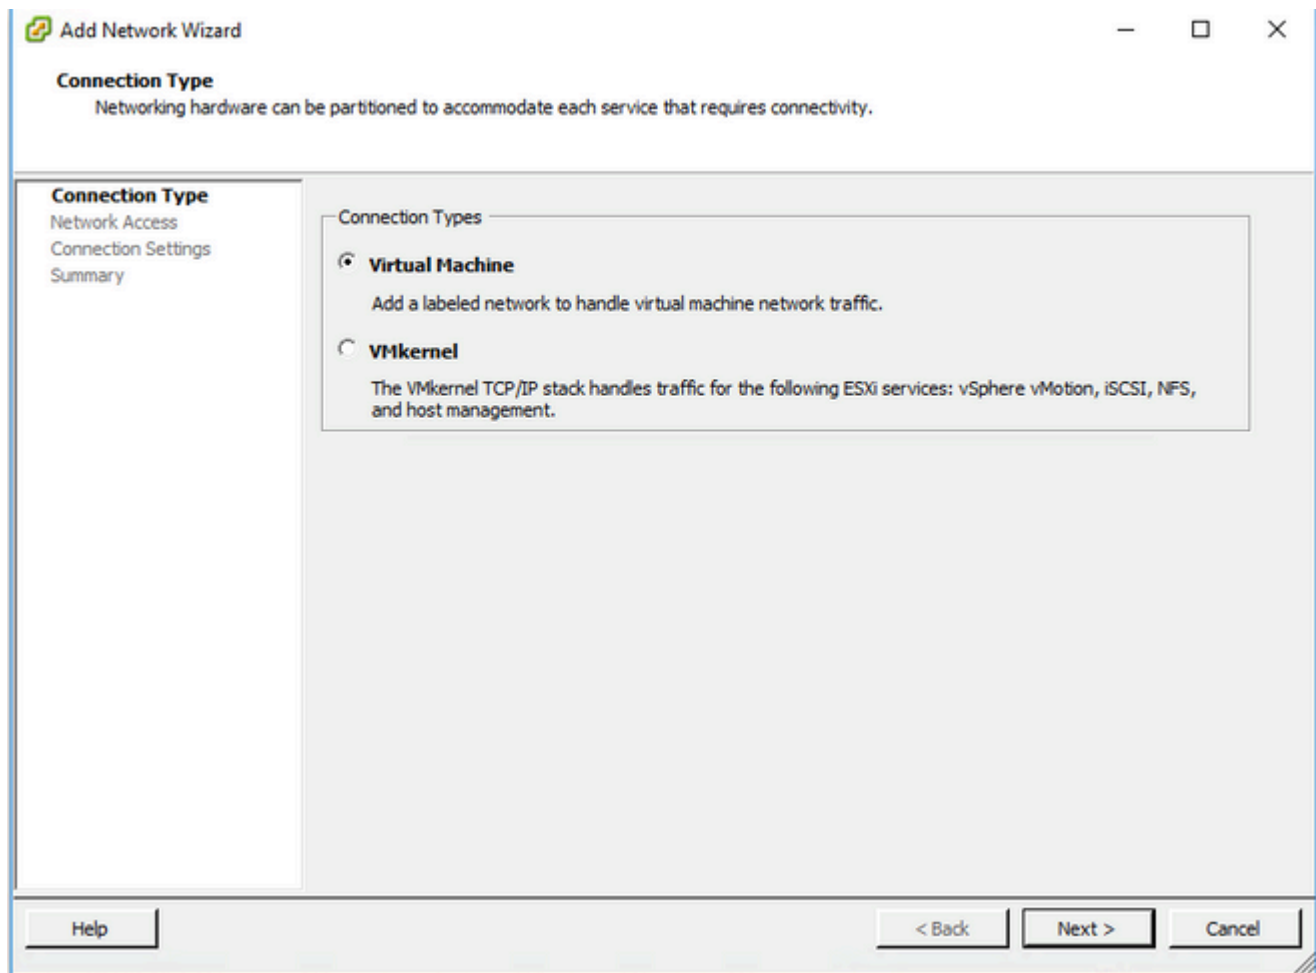 Add Network Wizard
Connection Type
Networking hardware can be partitioned to accommodate each service that requires connectivity.
Connection Type
Network Access
Connection Settings
Summary
Connection Types
Virtual Machine
Add a labeled network to handle virtual machine network traffic.
VMkernel
The VMkernel TCP/IP stack handles traffic for the following ESXi services: vSphere vMotion, iSCSI, NFS,
and host management.
Help
< Back
Next >
Cancel